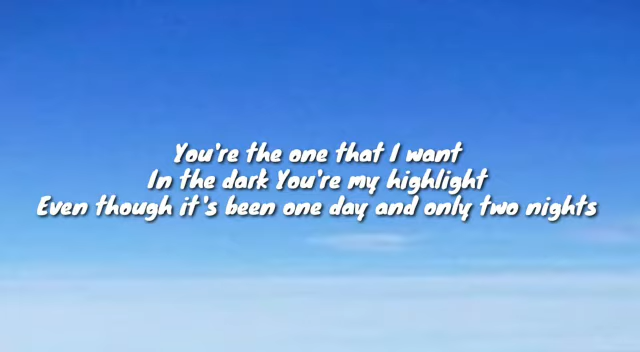 You're the one that I want
In the dark You're my highlight
Even though it's been one day and only two nights